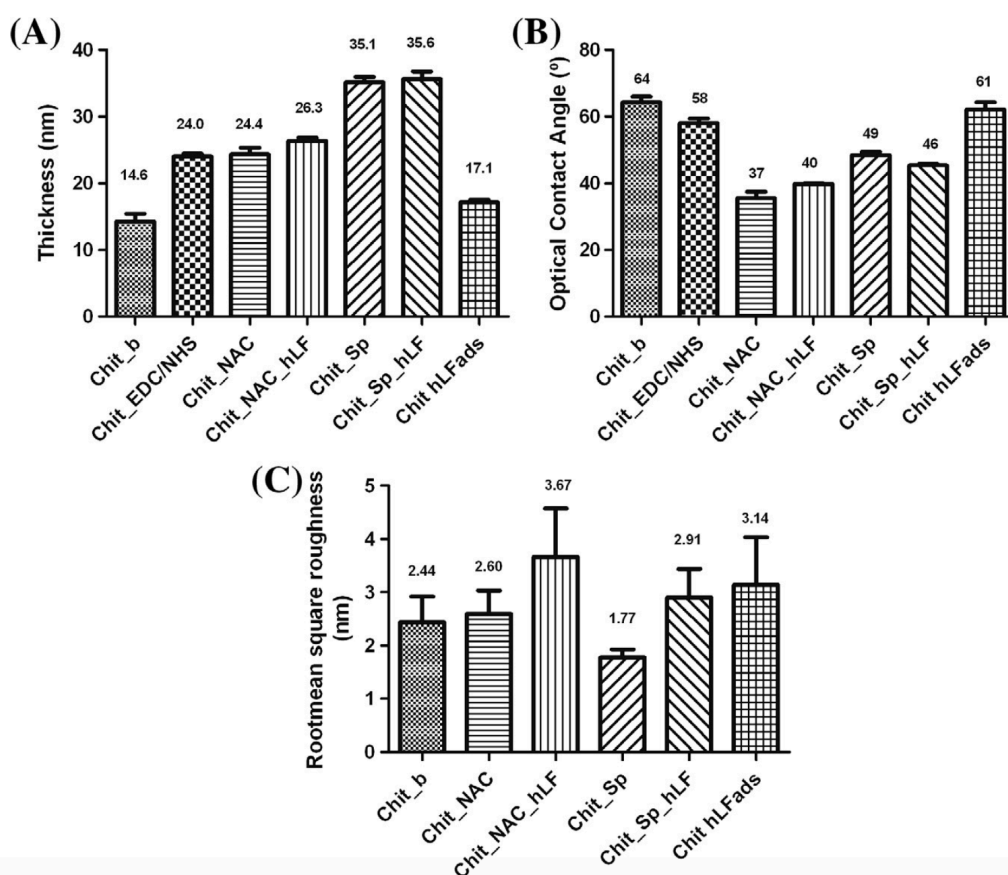 (A)
Thickness (nm)
40
30
20
10
0
14.6
24.0
24.4
26.3
35.1
35.6
17.1
Chit_b
Chit_EDC/NHS
Chit_NAC
Chit_NAC_hLF
Chit_Sp
Chit_Sp_hLF
Chit hLFads
(B)
Optical Contact Angle (º)
80
60
40
20
0
64
58
37
40
49
46
61
Chit_b
Chit_EDC/NHS
Chit_NAC
Chit_NAC_hLF
Chit_Sp
Chit_Sp_hLF
Chit hLFads
(C)
Rootmean square roughness
(nm)
5
4
3
2
1
0
2.44
2.60
3.67
1.77
2.91
3.14
Chit_b
Chit_NAC
Chit_NAC_hLF
Chit_Sp
Chit_Sp_hLF
Chit hLFads